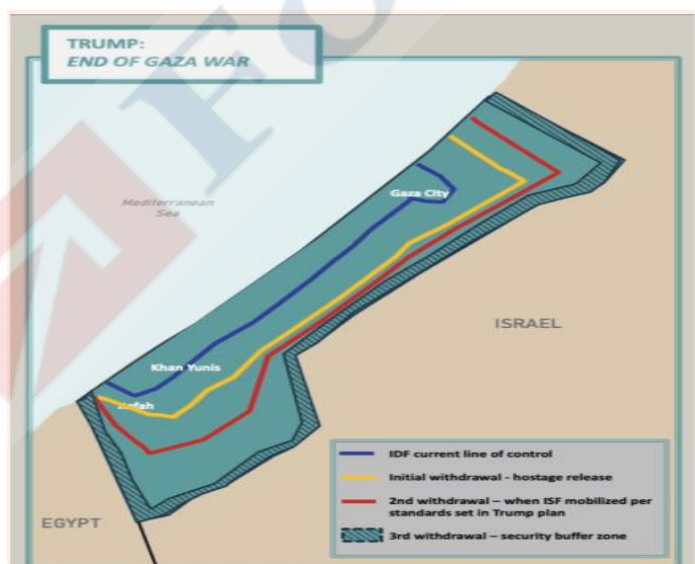 TRUMP:
END OF GAZA WAR
Mediterranean
Sea
Gaza City
ISRAEL
Khan Yunis
Rafah
EGYPT
IDF current line of control
Initial withdrawal - hostage release
2nd withdrawal – when ISF mobilized per
standards set in Trump plan
3rd withdrawal – security buffer zone